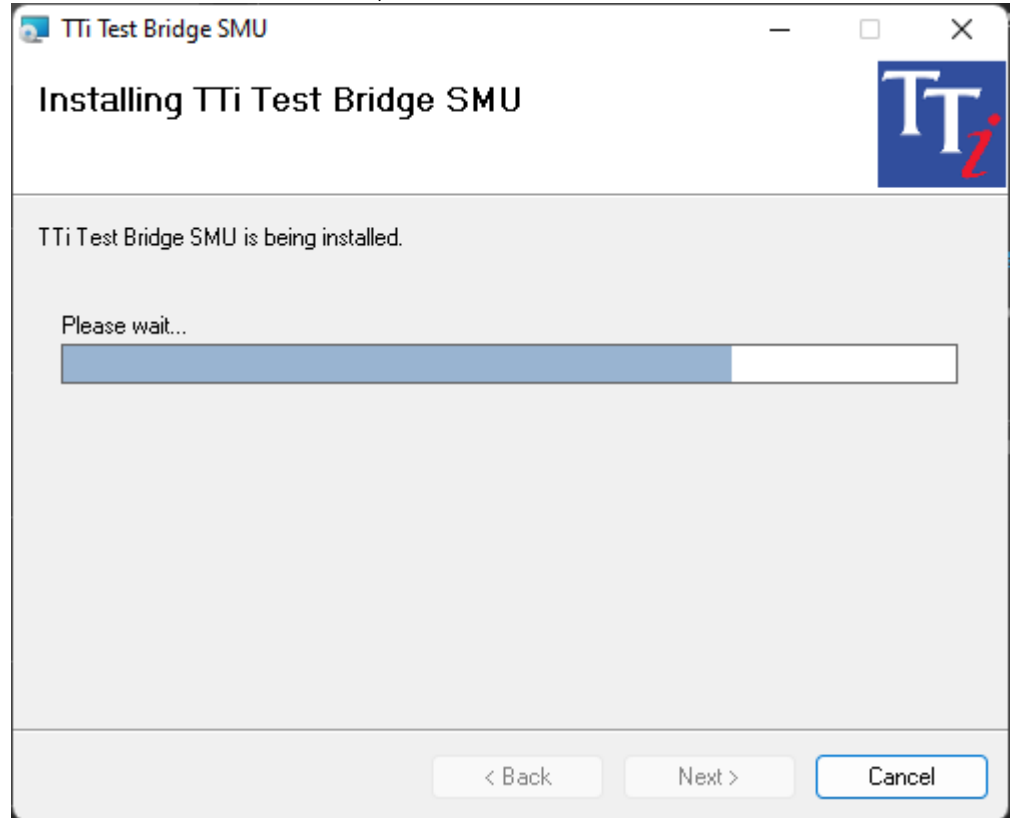 TTi Test Bridge SMU
Installing TTi Test Bridge SMU
TTi
TTi Test Bridge SMU is being installed.
Please wait...
< Back
Next >
Cancel